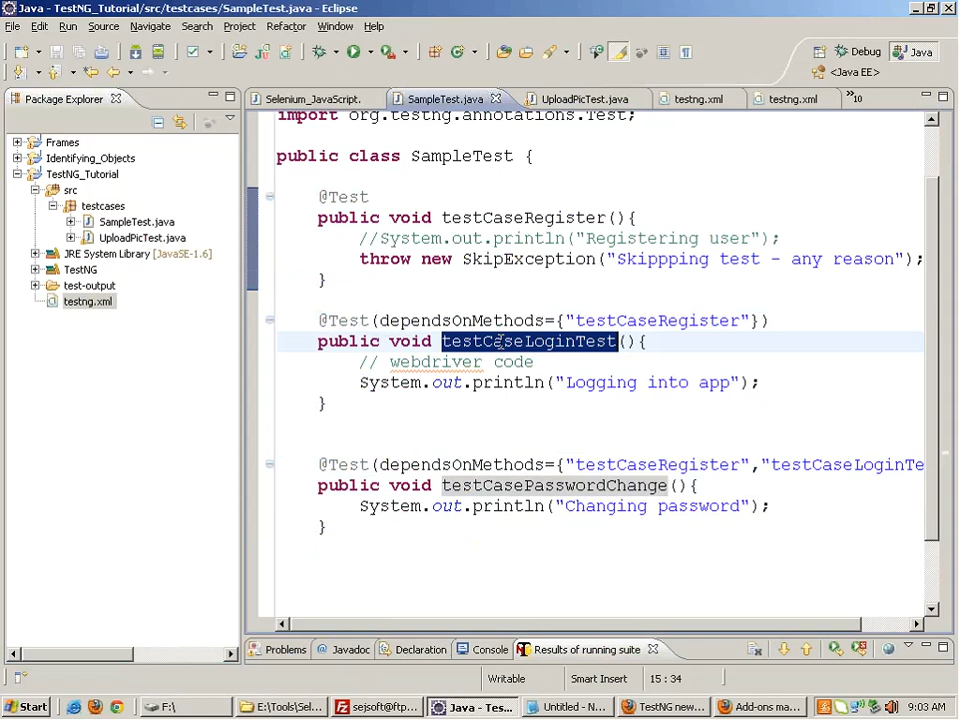 Java - TestNG_Tutorial/src/testcases/SampleTest.java - Eclipse
File Edit Run Source Navigate Search Project Refactor Window Help
Debug Java
<Java EE>
Package Explorer
Selenium_JavaScript. SampleTest.java UploadPicTest.java testng.xml testng.xml »10
Frames
Identifying_Objects
TestNG_Tutorial
src
testcases
SampleTest.java
UploadPicTest.java
JRE System Library [JavaSE-1.6]
TestNG
test-output
testng.xml
import org.testng.annotations.Test;
public class SampleTest {
@Test
public void testCaseRegister(){
//System.out.println("Registering user");
throw new SkipException("Skippping test - any reason");
}
@Test(dependsOnMethods={"testCaseRegister"})
public void testCaseLoginTest(){
// webdriver code
System.out.println("Logging into app");
}
@Test(dependsOnMethods={"testCaseRegister","testCaseLoginTe
public void testCasePasswordChange(){
System.out.println("Changing password");
}
Problems Javadoc Declaration Console Results of running suite
Writable Smart Insert 15 : 34
Start F:\ E:\Tools\Sel... sejsoft@ftp... Java - Tes... Untitled - N... TestNG new... Add-ons ma... 9:03 AM